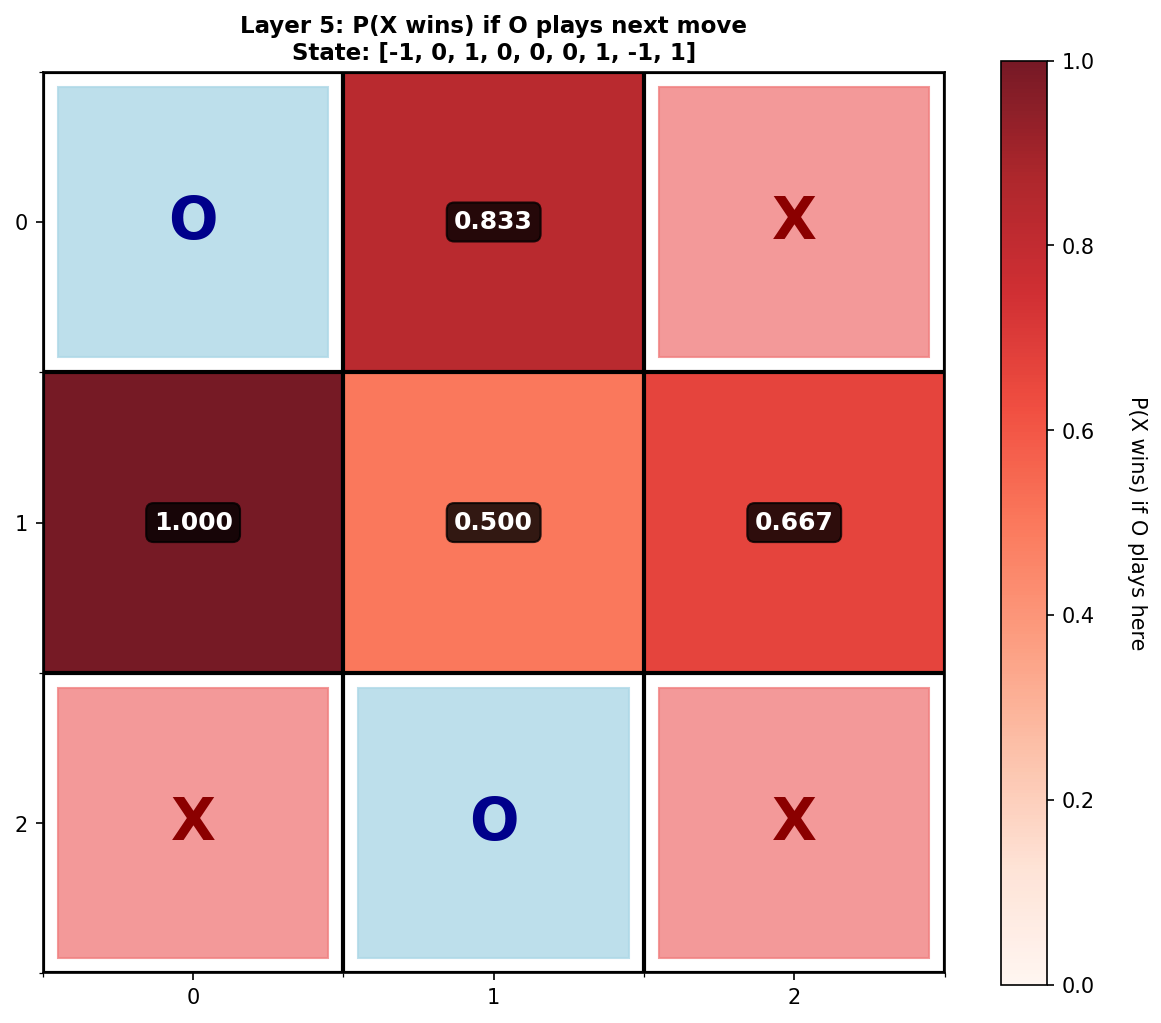 Layer 5: P(X wins) if O plays next move
State: [-1, 0, 1, 0, 0, 0, 1, -1, 1]
0
O
0.833
X
1
1.000
0.500
0.667
2
X
O
X
0
1
2
1.0
0.8
0.6
0.4
0.2
0.0
P(X wins) if O plays here